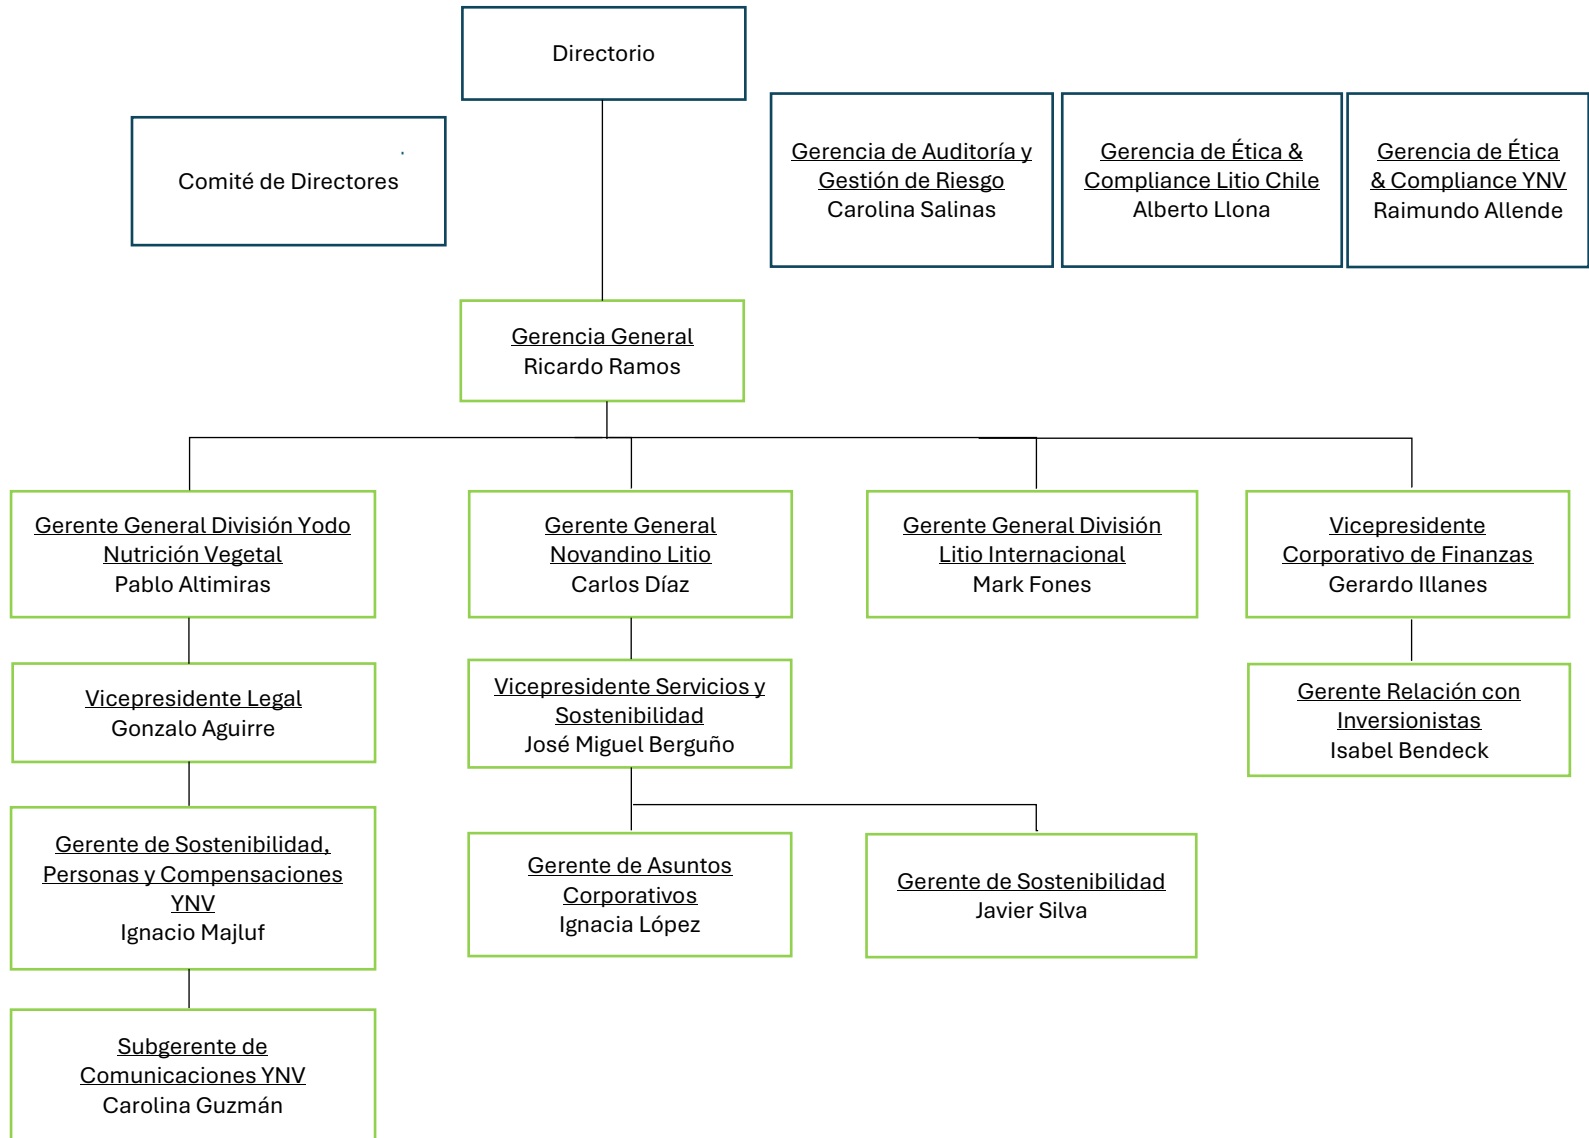 Directorio
Comité de Directores
Gerencia de Auditoría y
Gestión de Riesgo
Carolina Salinas
Gerencia de Ética &
Compliance Litio Chile
Alberto Llona
Gerencia de Ética
& Compliance YNV
Raimundo Allende
Gerencia General
Ricardo Ramos
Gerente General División Yodo
Nutrición Vegetal
Pablo Altimiras
Gerente General
Novandino Litio
Carlos Díaz
Gerente General División
Litio Internacional
Mark Fones
Vicepresidente
Corporativo de Finanzas
Gerardo Illanes
Vicepresidente Legal
Gonzalo Aguirre
Vicepresidente Servicios y
Sostenibilidad
José Miguel Berguño
Gerente Relación con
Inversionistas
Isabel Bendeck
Gerente de Sostenibilidad,
Personas y Compensaciones
YNV
Ignacio Majluf
Gerente de Asuntos
Corporativos
Ignacia López
Gerente de Sostenibilidad
Javier Silva
Subgerente de
Comunicaciones YNV
Carolina Guzmán